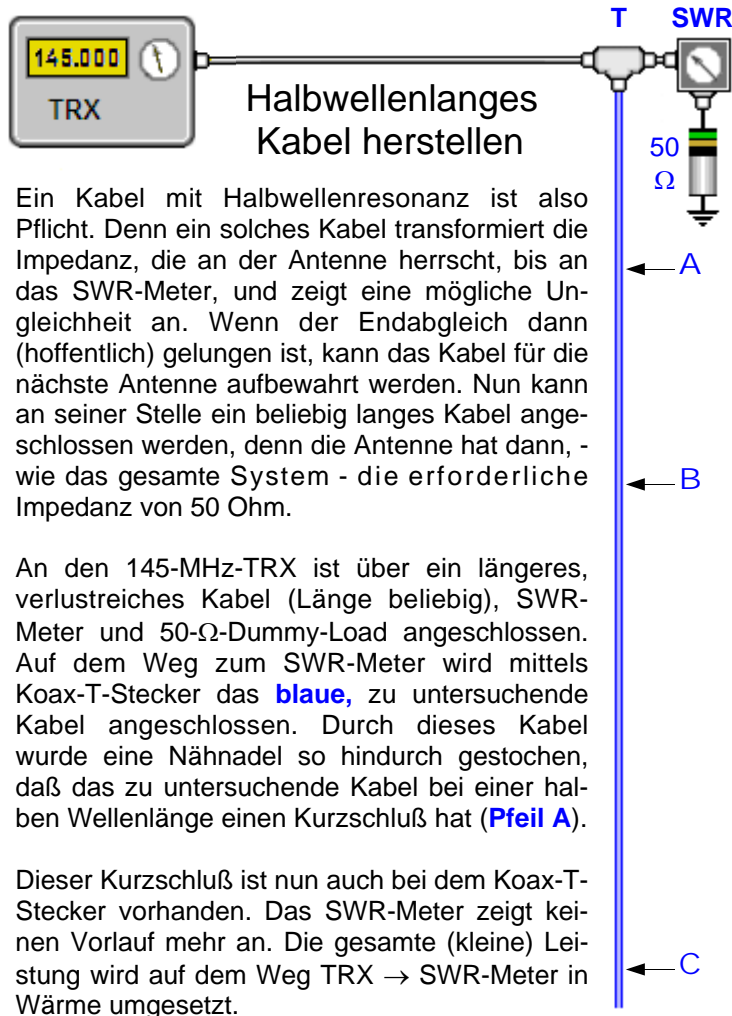 T SWR
145.000
TRX
Halbwellenlanges
Kabel herstellen
50
Ω
Ein Kabel mit Halbwellenresonanz ist also
Pflicht. Denn ein solches Kabel transformiert die
Impedanz, die an der Antenne herrscht, bis an
das SWR-Meter, und zeigt eine mögliche Un-
gleichheit an. Wenn der Endabgleich dann
(hoffentlich) gelungen ist, kann das Kabel für die
nächste Antenne aufbewahrt werden. Nun kann
an seiner Stelle ein beliebig langes Kabel ange-
schlossen werden, denn die Antenne hat dann, -
wie das gesamte System - die erforderliche
Impedanz von 50 Ohm.
An den 145-MHz-TRX ist über ein längeres,
verlustreiches Kabel (Länge beliebig), SWR-
Meter und 50-Ω-Dummy-Load angeschlossen.
Auf dem Weg zum SWR-Meter wird mittels
Koax-T-Stecker das blaue, zu untersuchende
Kabel angeschlossen. Durch dieses Kabel
wurde eine Nähnadel so hindurch gestochen,
daß das zu untersuchende Kabel bei einer hal-
ben Wellenlänge einen Kurzschluß hat (Pfeil A).
Dieser Kurzschluß ist nun auch bei dem Koax-T-
Stecker vorhanden. Das SWR-Meter zeigt kei-
nen Vorlauf mehr an. Die gesamte (kleine) Lei-
stung wird auf dem Weg TRX → SWR-Meter in
Wärme umgesetzt.
A
B
C